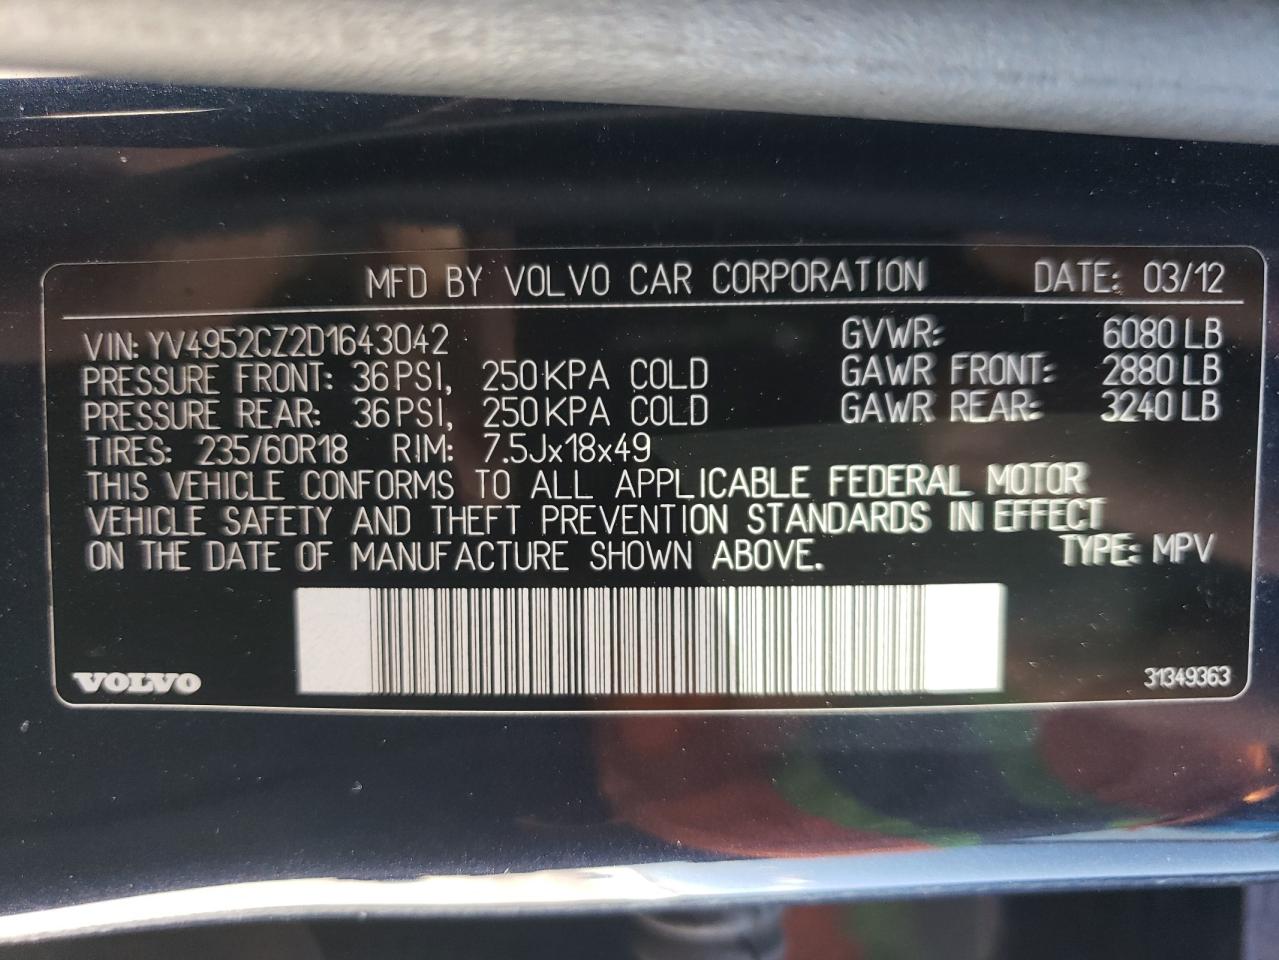 MFD BY VOLVO CAR CORPORATION DATE: 03/12
VIN: YV4952CZ2D1643042 GVWR: 6080 LB
PRESSURE FRONT: 36 PSI, 250 KPA COLD GAWR FRONT: 2880 LB
PRESSURE REAR: 36 PSI, 250 KPA COLD GAWR REAR: 3240 LB
TIRES: 235/60R18 RIM: 7.5Jx18x49
THIS VEHICLE CONFORMS TO ALL APPLICABLE FEDERAL MOTOR
VEHICLE SAFETY AND THEFT PREVENTION STANDARDS IN EFFECT
ON THE DATE OF MANUFACTURE SHOWN ABOVE. TYPE: MPV
VOLVO 31349363